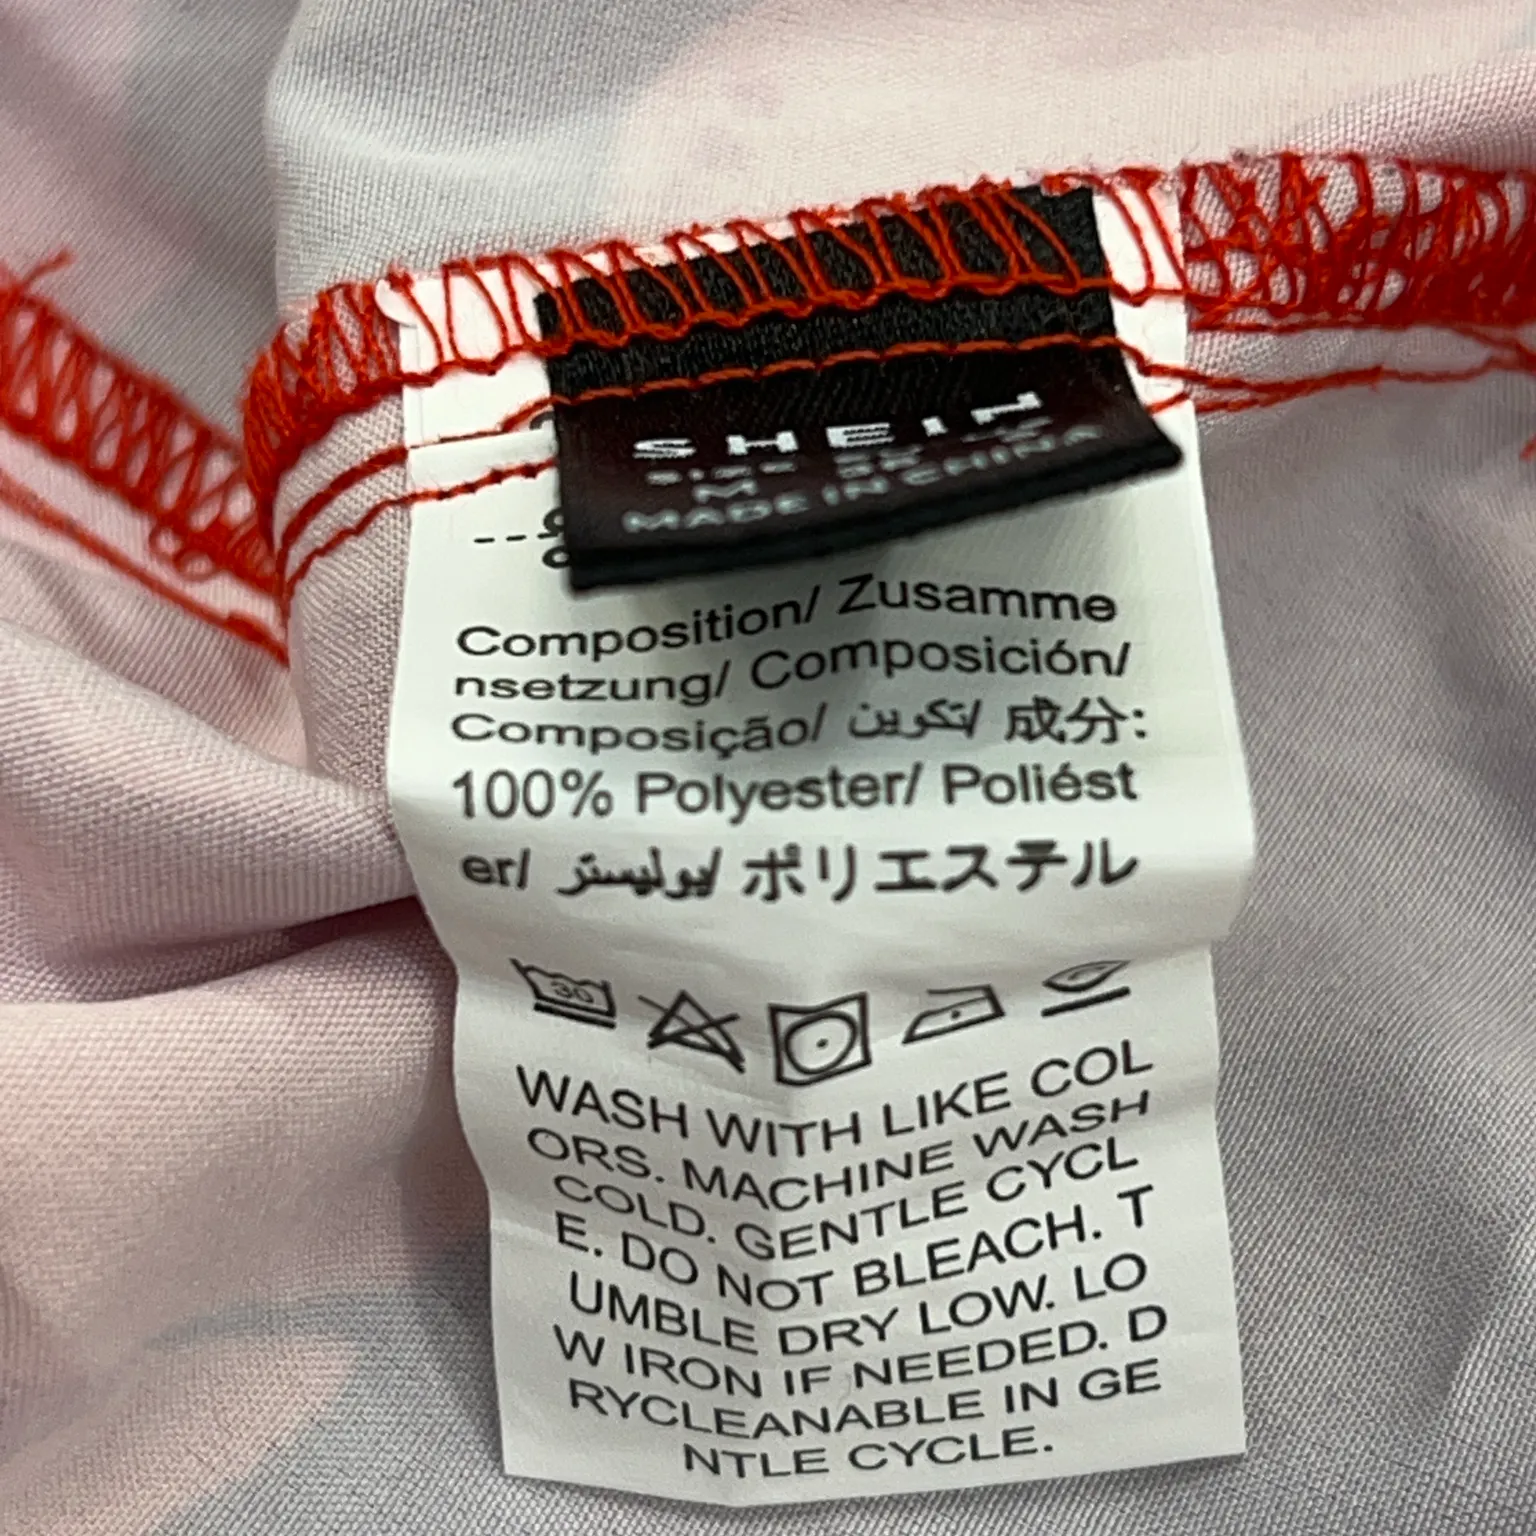 SHEIN
SIZE
M
MADE IN CHINA
Composition/ Zusamme
nsetzung/ Composición/
Composição/ تكوين/ 成分:
100% Polyester/ Poliést
er/ بوليستر/ ポリエステル
30
WASH WITH LIKE COL
ORS. MACHINE WASH
COLD. GENTLE CYCL
E. DO NOT BLEACH. T
UMBLE DRY LOW. LO
W IRON IF NEEDED. D
RYCLEANABLE IN GE
NTLE CYCLE.